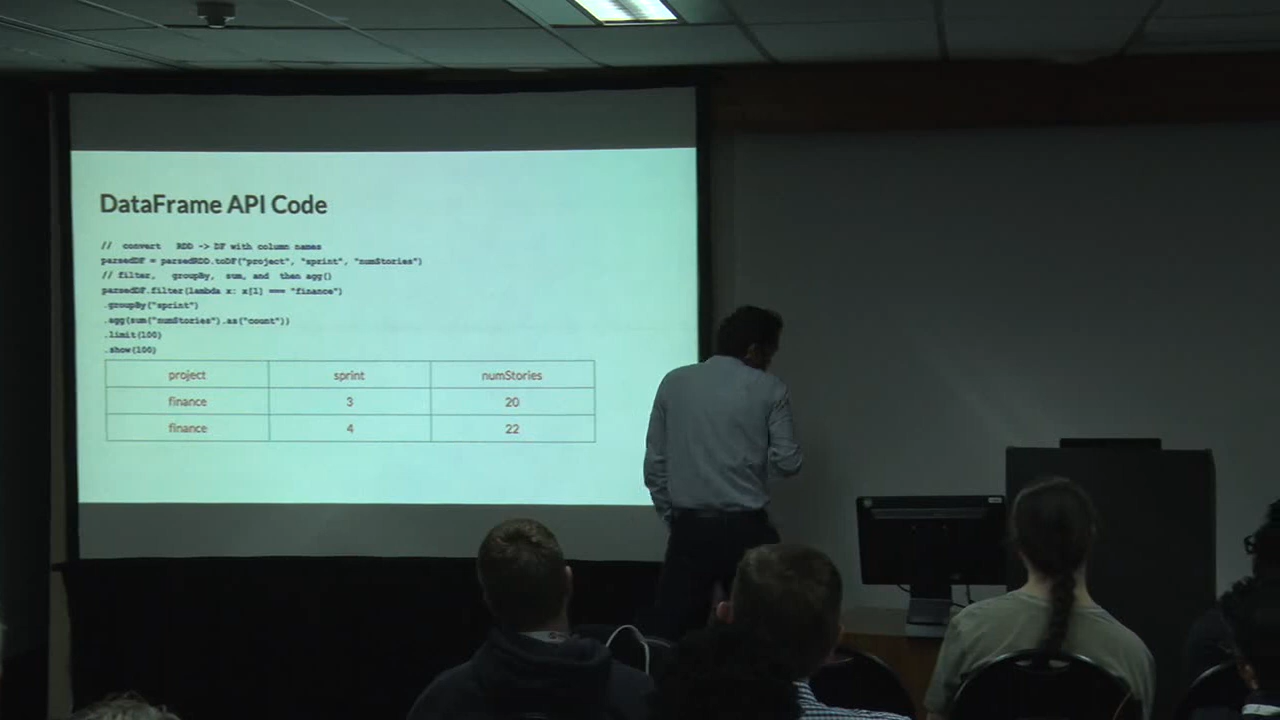 DataFrame API Code
// convert RDD -> DF with column names
parsedDF = parsedRDD.toDF("project", "sprint", "numStories")
// filter, groupBy, sum, and then agg()
parsedDF.filter(lambda x: x[1] === "finance")
.groupBy("sprint")
.agg(sum("numStories").as("count"))
.limit(100)
.show(100)
project sprint numStories
finance 3 20
finance 4 22